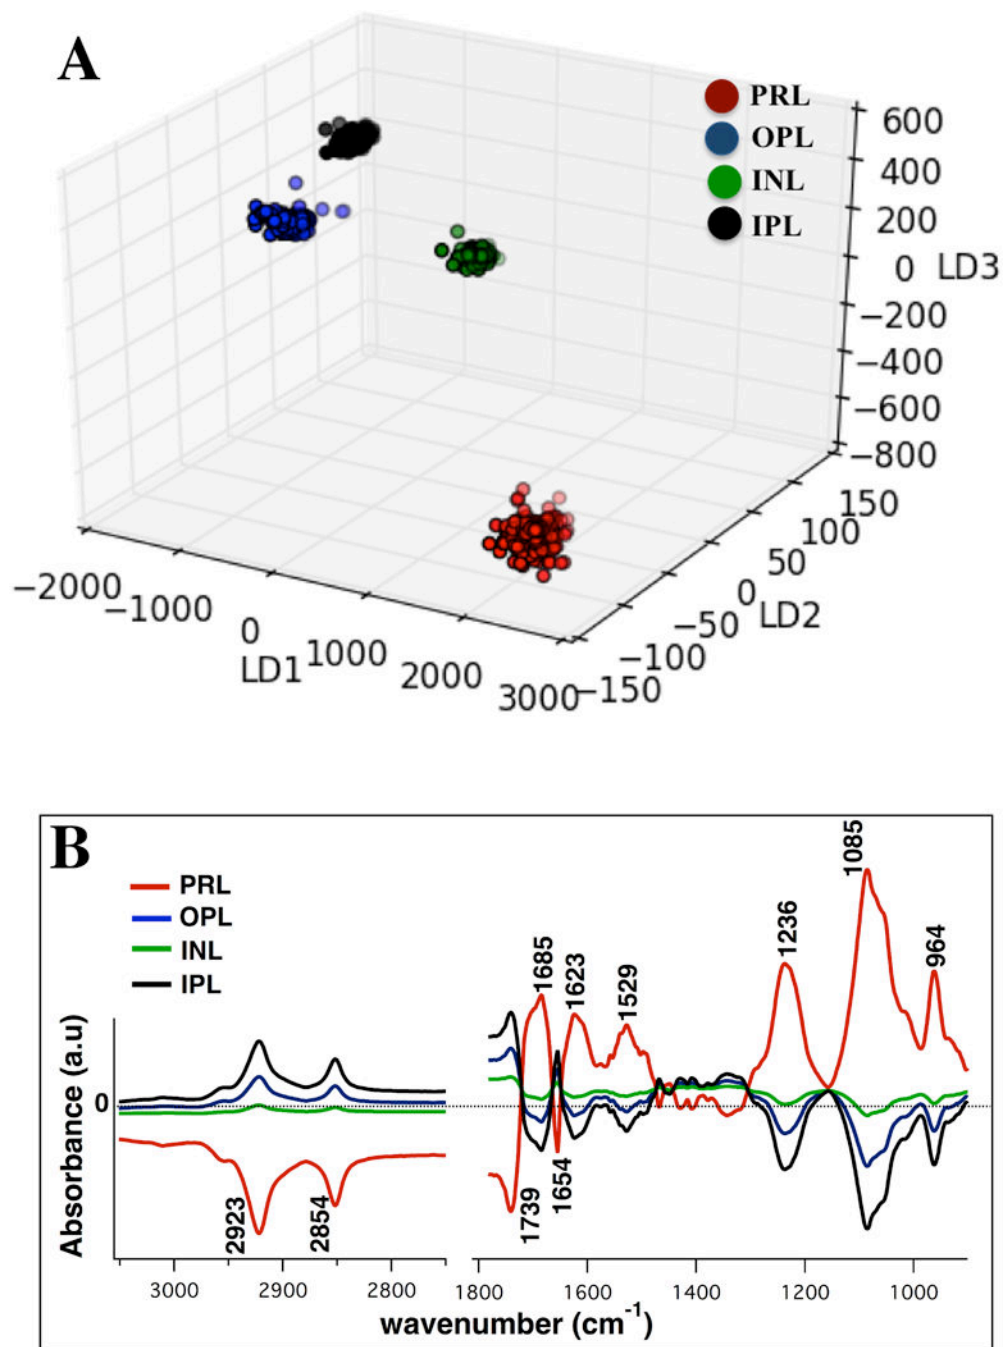 A
PRL
OPL
INL
IPL
600
400
200
0
LD3
−200
−400
−600
−800
150
100
50
0
LD2
−50
−100
−150
−2000
−1000
0
LD1
1000
2000
3000
B
PRL
OPL
INL
IPL
1085
1236
964
1685
1623
1529
Absorbance (a.u)
0
2923
2854
1739
1654
3000
2900
2800
1800
1600
1400
1200
1000
wavenumber (cm⁻¹)